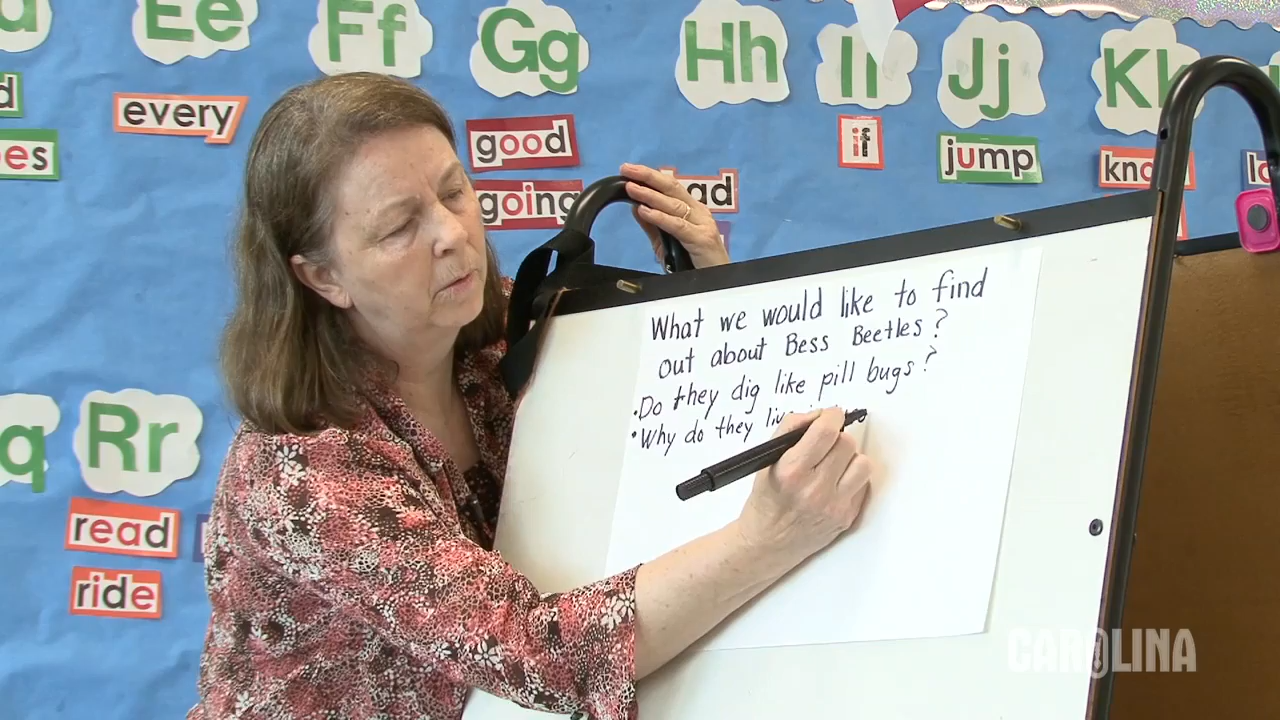 Ee
Ff
Gg
Hh
Ii
Jj
every
good
going
if
jump
What we would like to find
out about Bess Beetles?
•Do they dig like pill bugs?
•Why do they
Rr
read
ride
CAROLINA